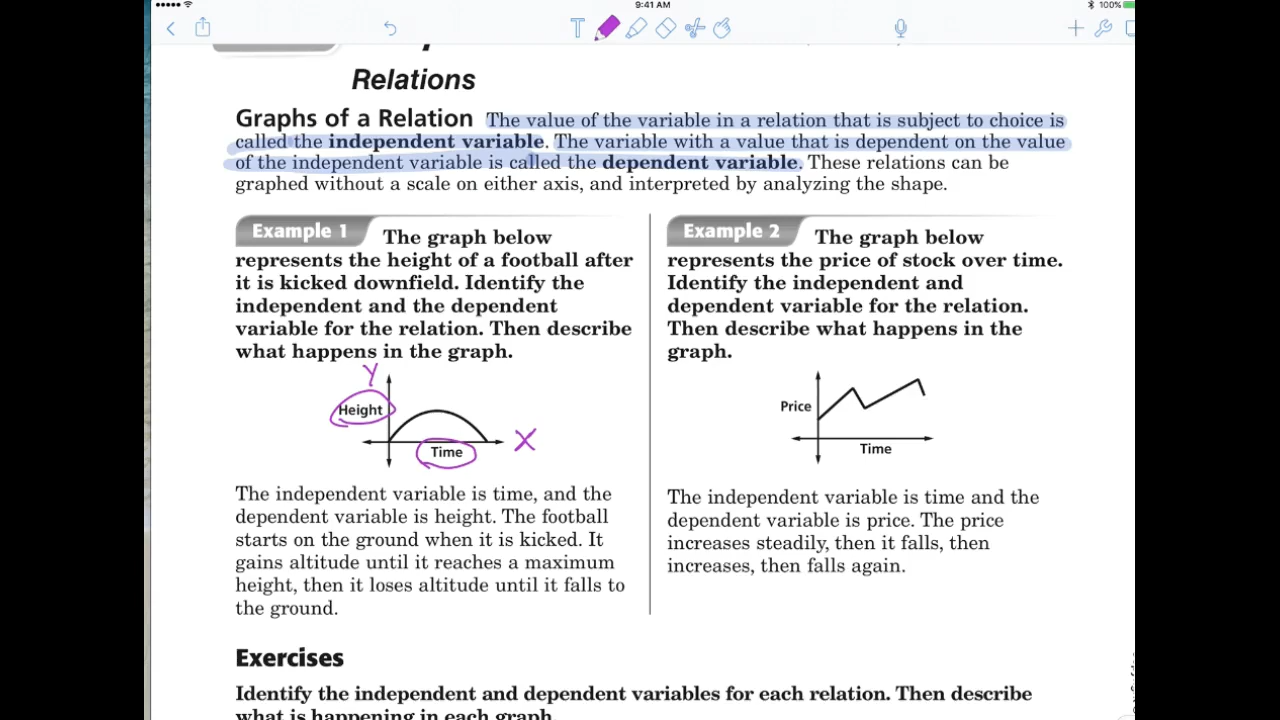 9:41 AM
100%
T
Relations
Graphs of a Relation The value of the variable in a relation that is subject to choice is
called the independent variable. The variable with a value that is dependent on the value
of the independent variable is called the dependent variable. These relations can be
graphed without a scale on either axis, and interpreted by analyzing the shape.
Example 1 The graph below
represents the height of a football after
it is kicked downfield. Identify the
independent and the dependent
variable for the relation. Then describe
what happens in the graph.
Y
Height
X
Time
The independent variable is time, and the
dependent variable is height. The football
starts on the ground when it is kicked. It
gains altitude until it reaches a maximum
height, then it loses altitude until it falls to
the ground.
Example 2 The graph below
represents the price of stock over time.
Identify the independent and
dependent variable for the relation.
Then describe what happens in the
graph.
Price
Time
The independent variable is time and the
dependent variable is price. The price
increases steadily, then it falls, then
increases, then falls again.
Exercises
Identify the independent and dependent variables for each relation. Then describe
what is happening in each graph.